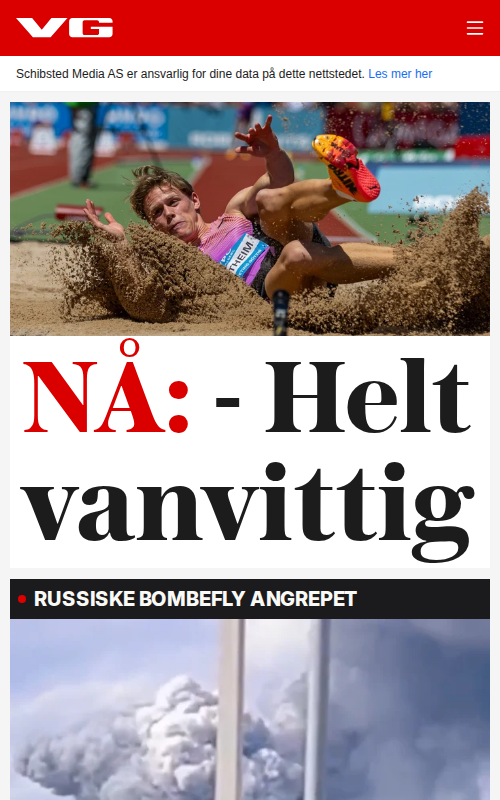 VG
Schibsted Media AS er ansvarlig for dine data på dette nettstedet. Les mer her
THEIM
NÅ: - Helt
vanvittig
RUSSISKE BOMBEFLY ANGREPET